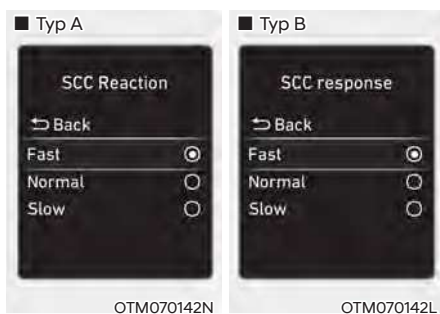 ■ Typ A
SCC Reaction
⮌ Back
Fast
Normal
Slow
OTM070142N
■ Typ B
SCC response
⮌ Back
Fast
Normal
Slow
OTM070142L